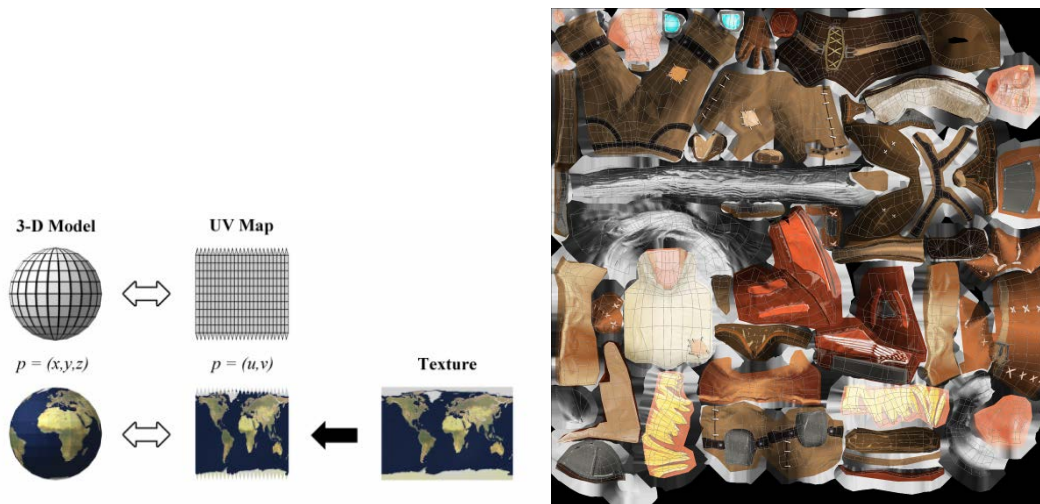 3-D Model UV Map
p = (x,y,z) p = (u,v) Texture